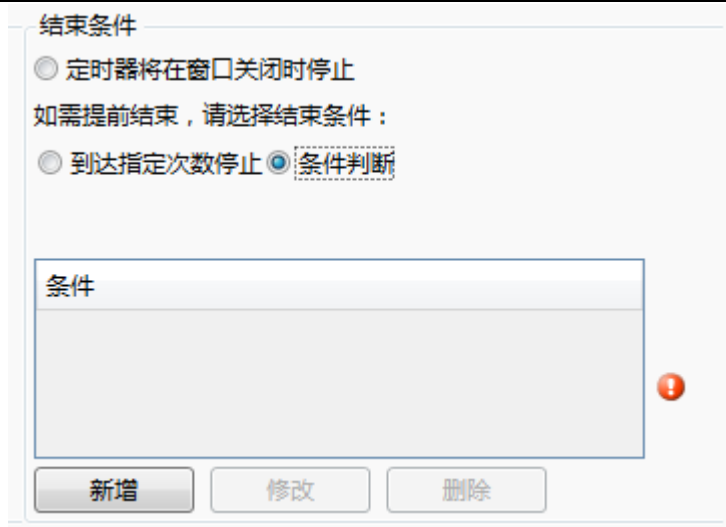 结束条件
定时器将在窗口关闭时停止
如需提前结束，请选择结束条件：
到达指定次数停止 条件判断
条件
新增 修改 删除